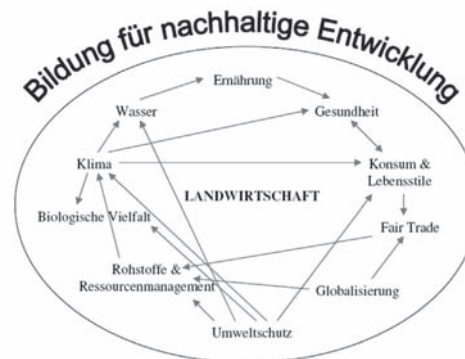 Bildung für nachhaltige Entwicklung
Ernährung
Wasser
Gesundheit
Klima
Konsum &
Lebensstile
LANDWIRTSCHAFT
Biologische Vielfalt
Fair Trade
Rohstoffe &
Ressourcenmanagement
Globalisierung
Umweltschutz